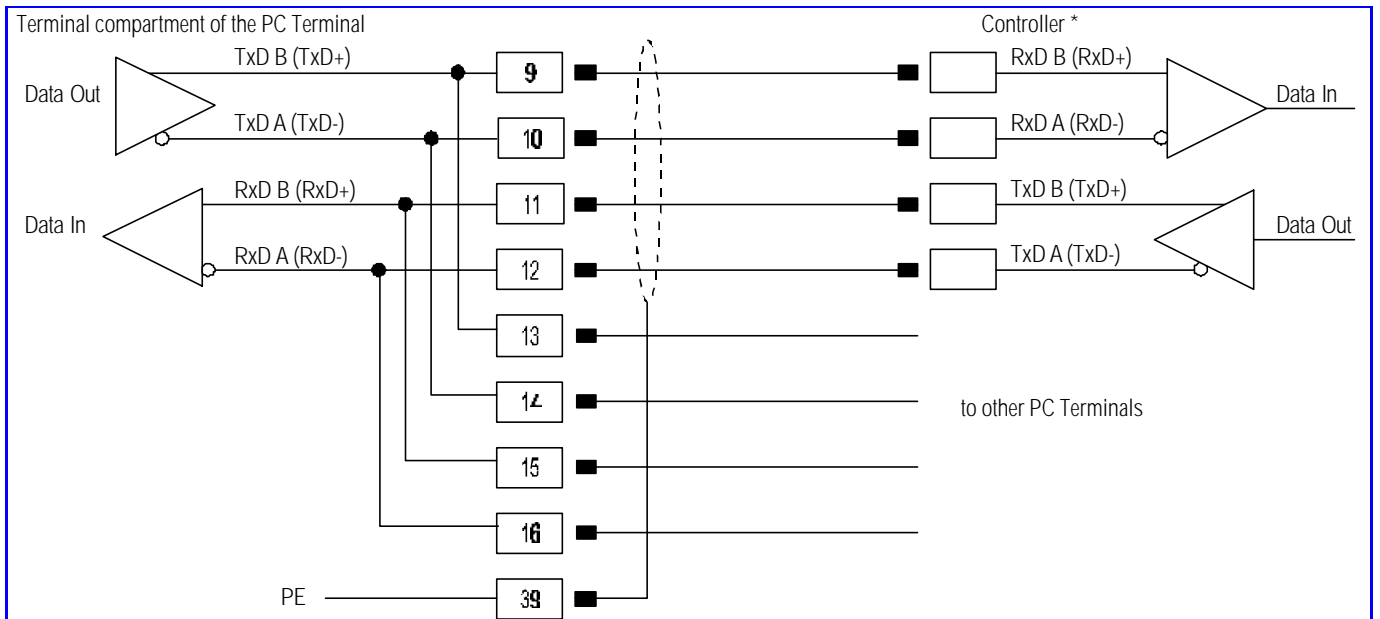 Terminal compartment of the PC Terminal
Controller *
TxD B (TxD+)
9
RxD B (RxD+)
Data Out
Data In
TxD A (TxD-)
10
RxD A (RxD-)
RxD B (RxD+)
11
TxD B (TxD+)
Data In
Data Out
RxD A (RxD-)
12
TxD A (TxD-)
13
14
to other PC Terminals
15
16
PE
39